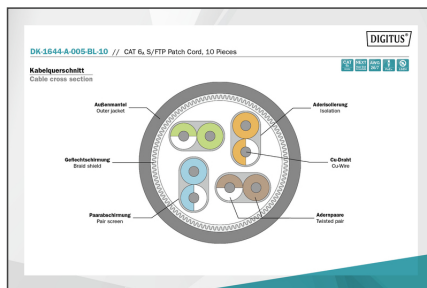 DIGITUS®
DK-1644-A-005-BL-10 // CAT 6A S/FTP Patch Cord, 10 Pieces
Kabelquerschnitt
Cable cross section
Außenmantel
Outer jacket
Aderisolierung
Isolation
Geflechtschirmung
Braid shield
Cu-Draht
Cu-Wire
Paarabschirmung
Pair screen
Adernpaare
Twisted pair